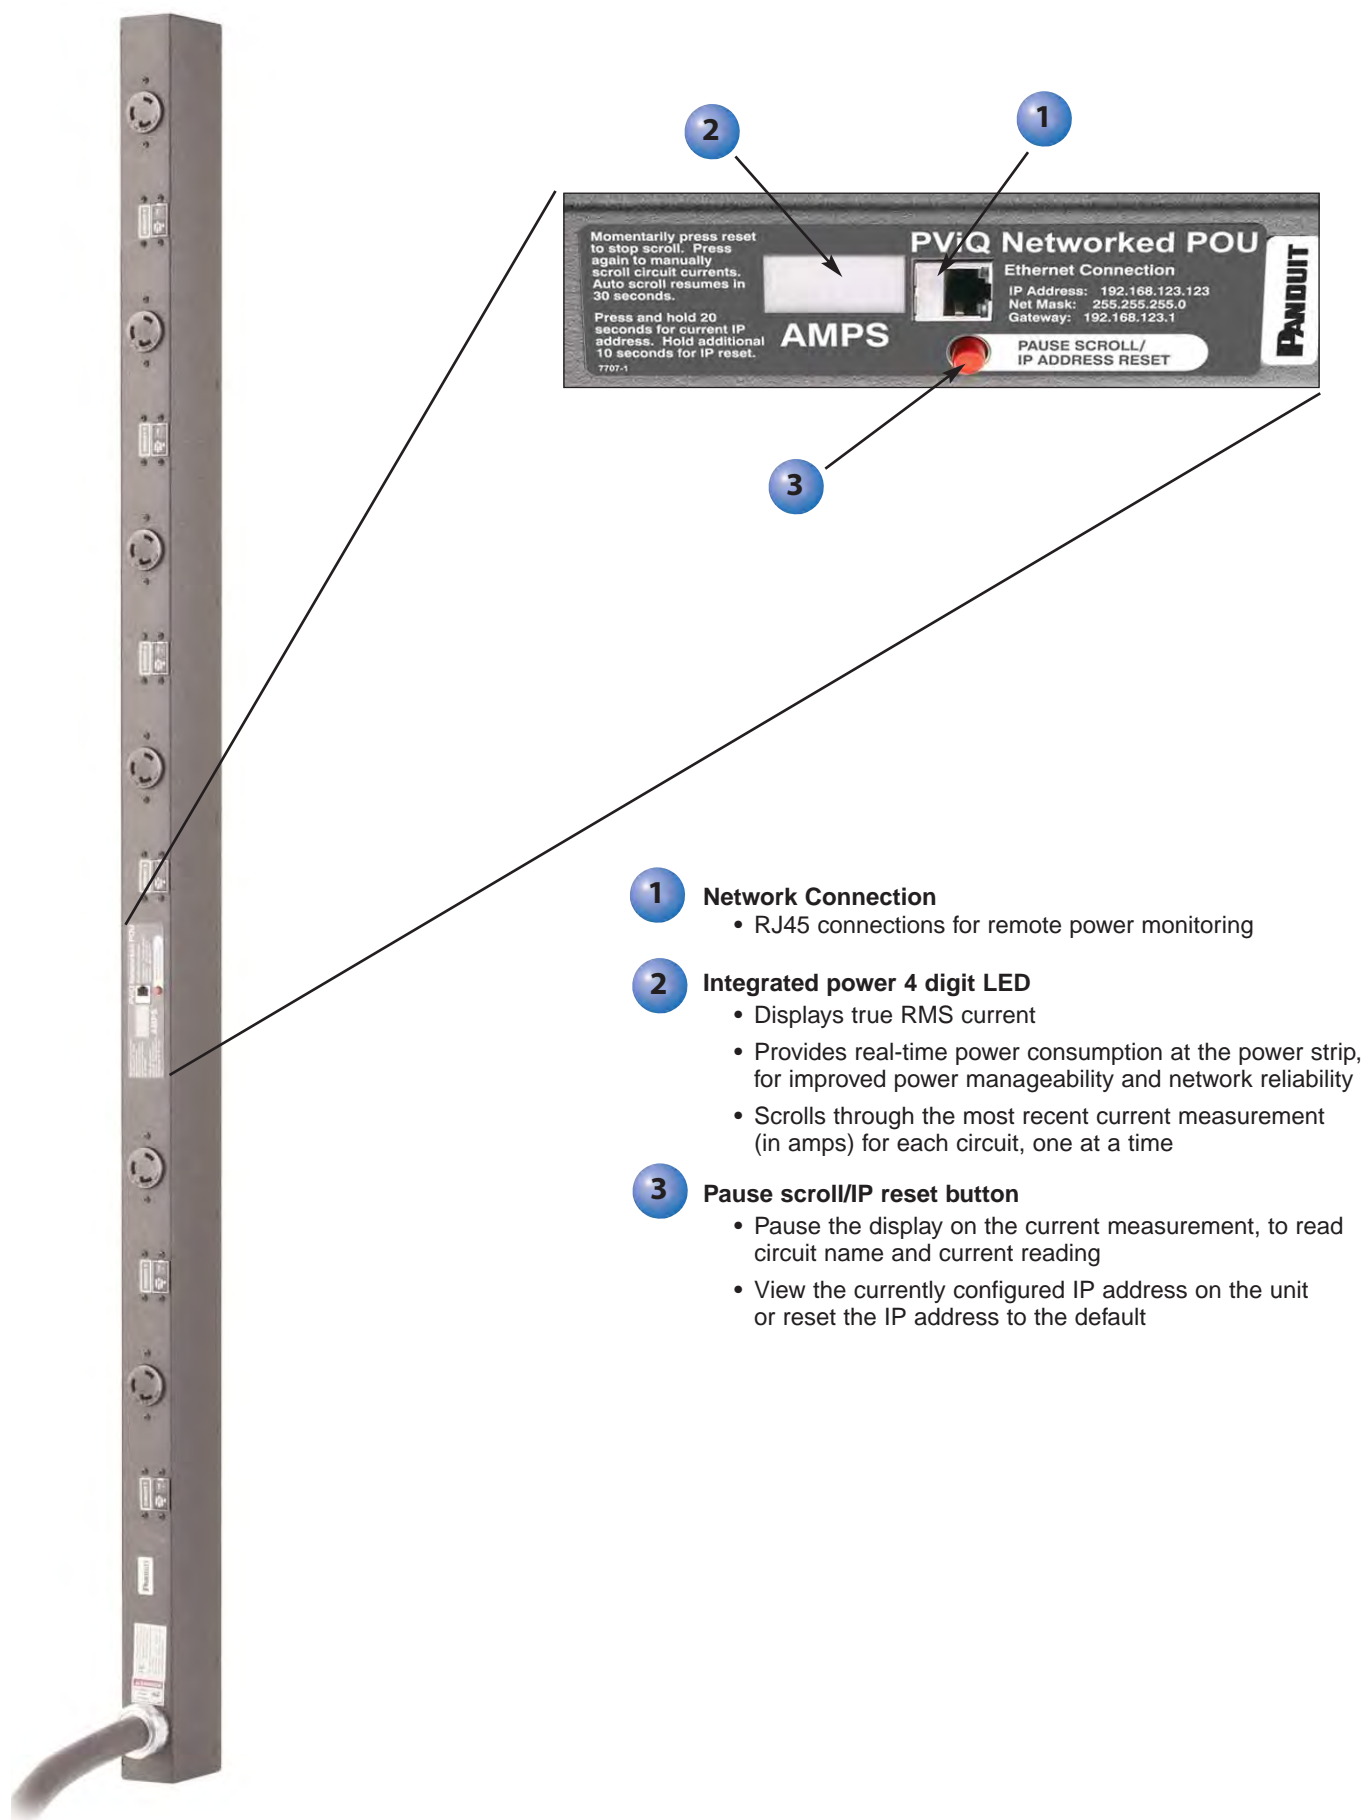 2
1
Momentarily press reset
to stop scroll. Press
again to manually
scroll circuit currents.
Auto scroll resumes in
30 seconds.
Press and hold 20
seconds for current IP
address. Hold additional
10 seconds for IP reset.
7707-1
AMPS
PViQ Networked POU
Ethernet Connection
IP Address: 192.168.123.123
Net Mask: 255.255.255.0
Gateway: 192.168.123.1
PAUSE SCROLL/
IP ADDRESS RESET
PANDUIT
3
1 Network Connection
• RJ45 connections for remote power monitoring
2 Integrated power 4 digit LED
• Displays true RMS current
• Provides real-time power consumption at the power strip,
for improved power manageability and network reliability
• Scrolls through the most recent current measurement
(in amps) for each circuit, one at a time
3 Pause scroll/IP reset button
• Pause the display on the current measurement, to read
circuit name and current reading
• View the currently configured IP address on the unit
or reset the IP address to the default
AMPS
PANDUIT